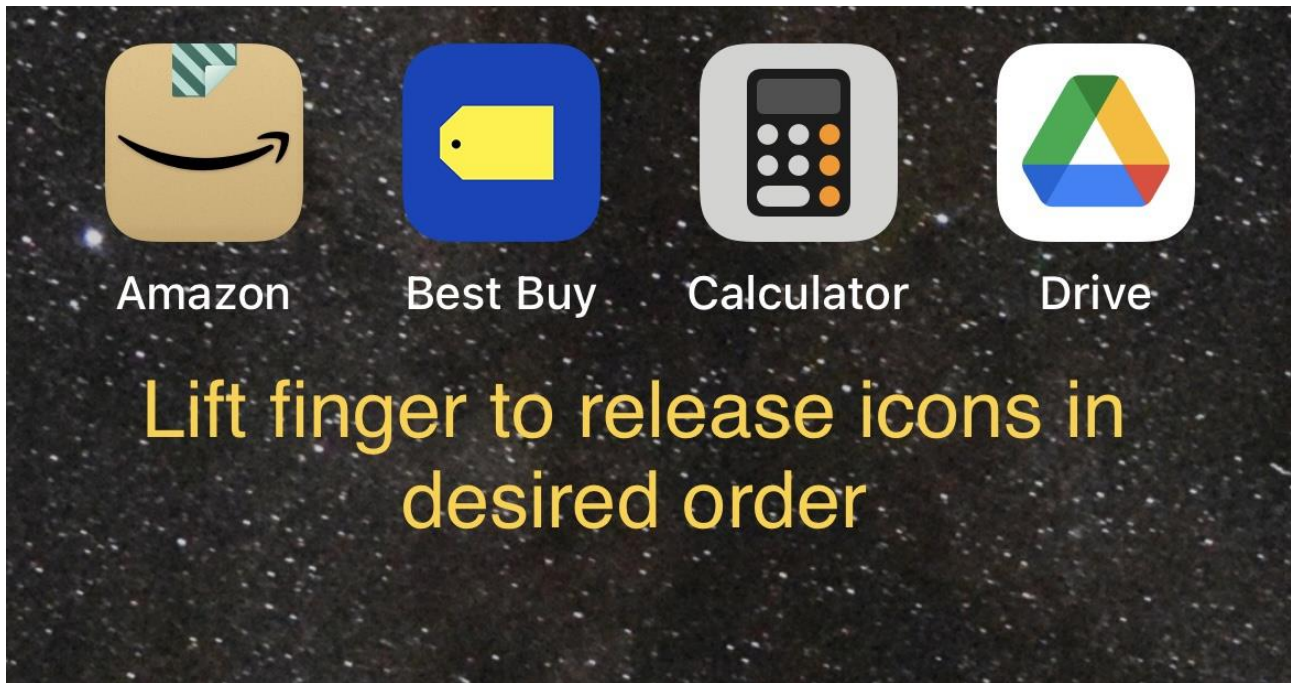 Amazon Best Buy Calculator Drive
Lift finger to release icons in
desired order